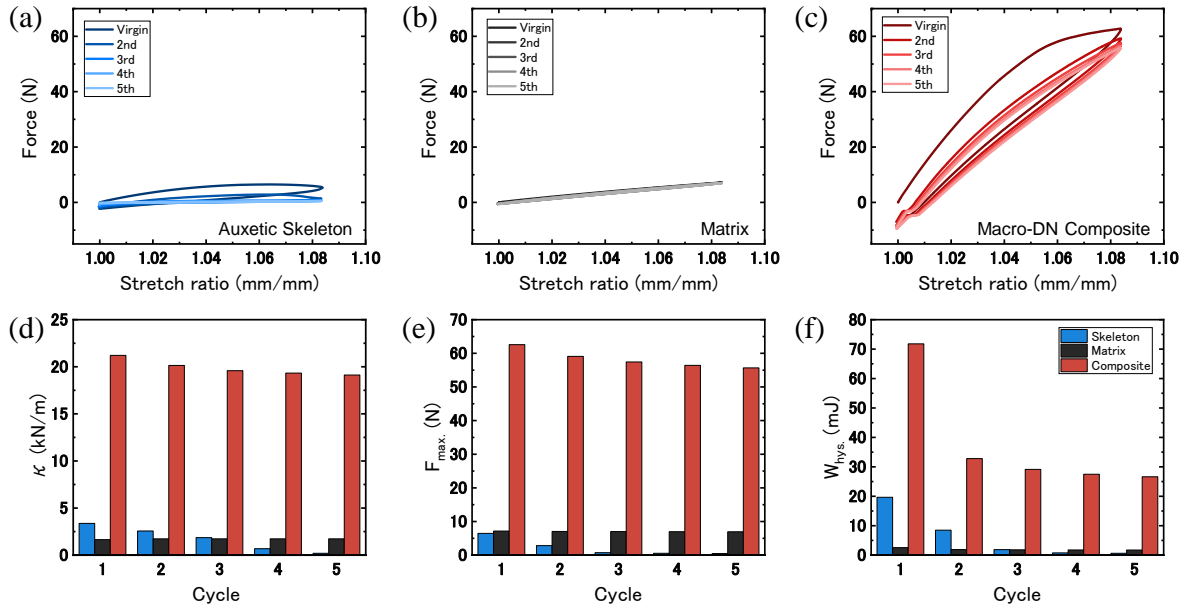 (a)
Virgin
2nd
3rd
4th
5th
60
40
20
0
Force (N)
1.00 1.02 1.04 1.06 1.08 1.10
Stretch ratio (mm/mm)
Auxetic Skeleton
(b)
Virgin
2nd
3rd
4th
5th
60
40
20
0
Force (N)
1.00 1.02 1.04 1.06 1.08 1.10
Stretch ratio (mm/mm)
Matrix
(c)
Virgin
2nd
3rd
4th
5th
60
40
20
0
Force (N)
1.00 1.02 1.04 1.06 1.08 1.10
Stretch ratio (mm/mm)
Macro-DN Composite
(d)
25
20
15
10
5
0
κ (kN/m)
1 2 3 4 5
Cycle
(e)
70
60
50
40
30
20
10
0
Fmax. (N)
1 2 3 4 5
Cycle
(f)
80
70
60
50
40
30
20
10
0
Whys. (mJ)
Skeleton
Matrix
Composite
1 2 3 4 5
Cycle